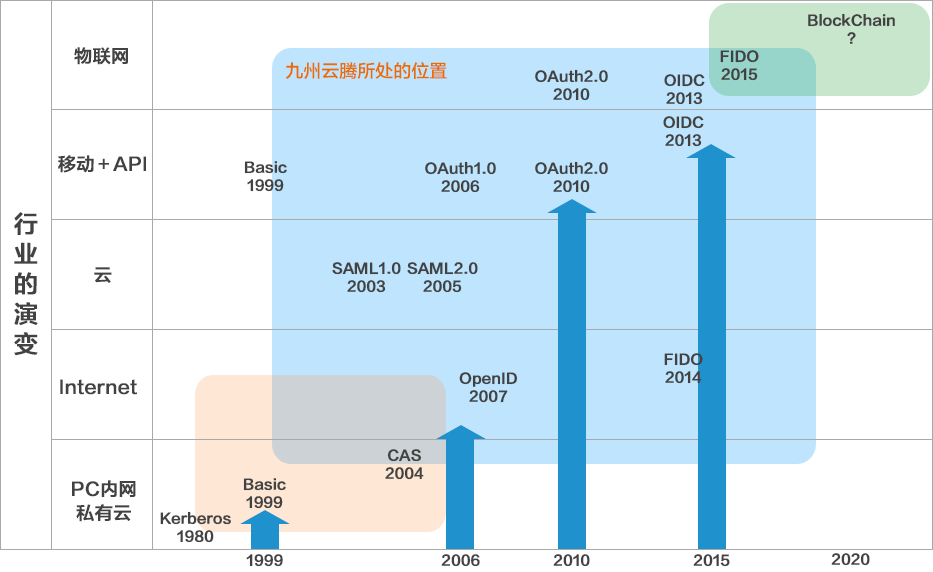 行业的演变
物联网
九州云腾所处的位置
OAuth2.0
2010
OIDC
2013
FIDO
2015
BlockChain
?
移动＋API
Basic
1999
OAuth1.0
2006
OAuth2.0
2010
OIDC
2013
云
SAML1.0
2003
SAML2.0
2005
Internet
OpenID
2007
FIDO
2014
PC内网
私有云
Kerberos
1980
Basic
1999
CAS
2004
1999
2006
2010
2015
2020